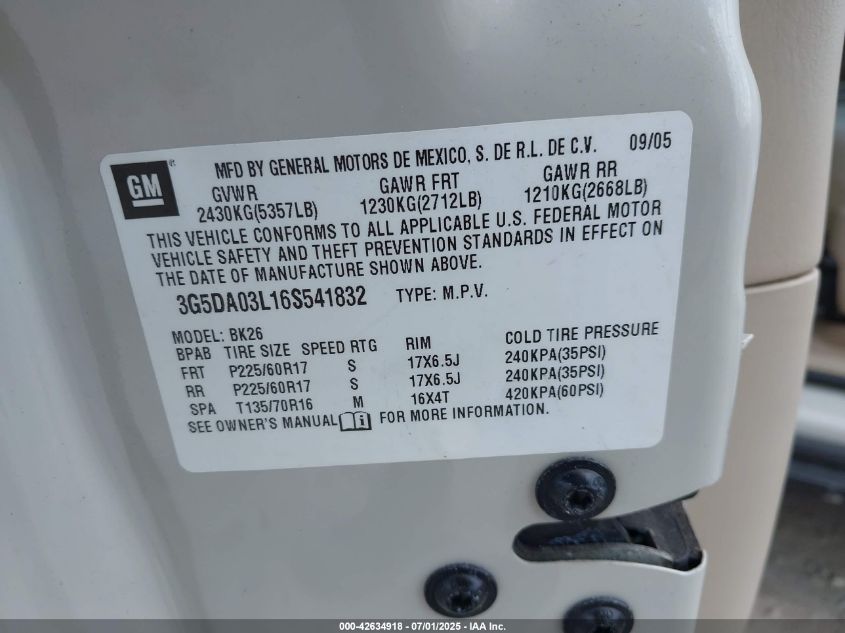 GM
MFD BY GENERAL MOTORS DE MEXICO, S. DE R.L. DE C.V. 09/05
GVWR GAWR FRT GAWR RR
2430KG(5357LB) 1230KG(2712LB) 1210KG(2668LB)
THIS VEHICLE CONFORMS TO ALL APPLICABLE U.S. FEDERAL MOTOR
VEHICLE SAFETY AND THEFT PREVENTION STANDARDS IN EFFECT ON
THE DATE OF MANUFACTURE SHOWN ABOVE.
3G5DA03L16S541832 TYPE: M.P.V.
MODEL: BK26
BPAB TIRE SIZE SPEED RTG RIM COLD TIRE PRESSURE
FRT P225/60R17 S 17X6.5J 240KPA(35PSI)
RR P225/60R17 S 17X6.5J 240KPA(35PSI)
SPA T135/70R16 M 16X4T 420KPA(60PSI)
SEE OWNER'S MANUAL FOR MORE INFORMATION.
000-42634918 - 07/01/2025 - IAA Inc.